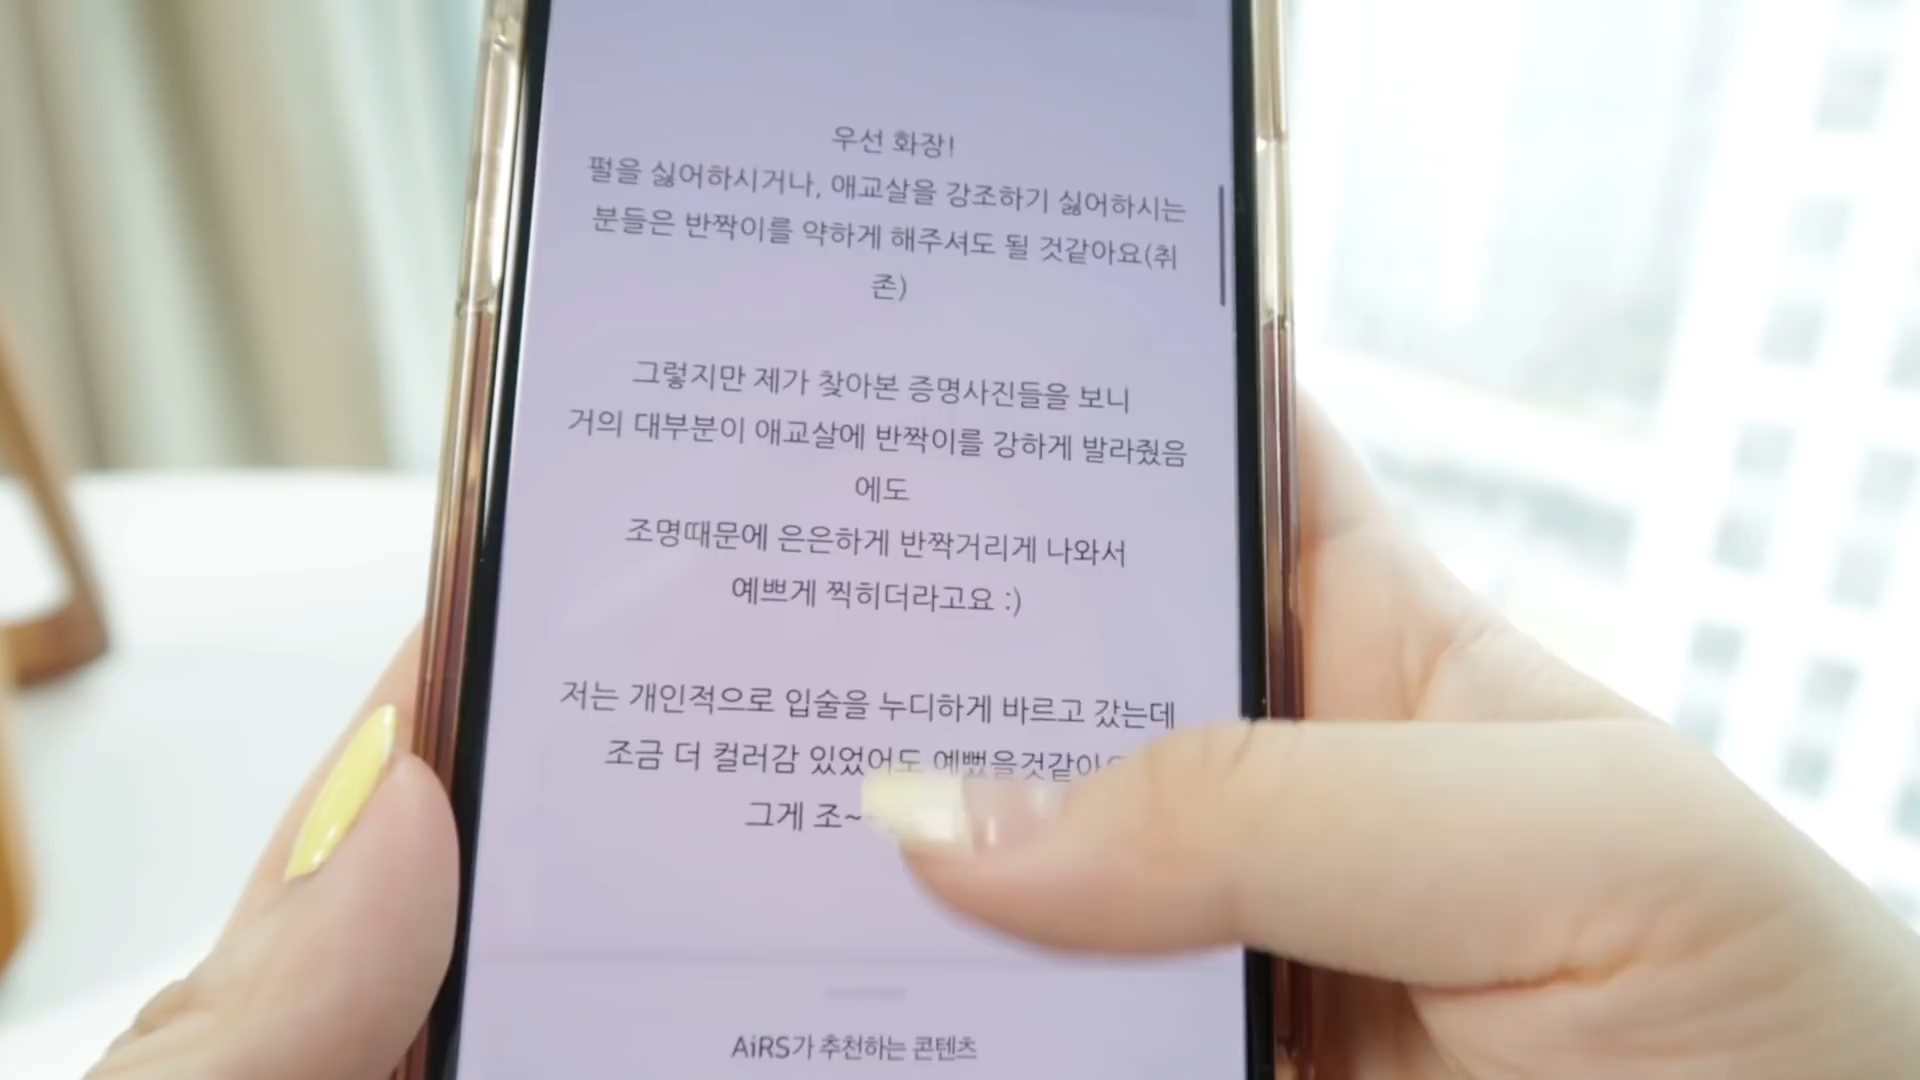 우선 화장!
펄을 싫어하시거나, 애교살을 강조하기 싫어하시는
분들은 반짝이를 약하게 해주셔도 될 것같아요(취
존)
그렇지만 제가 찾아본 증명사진들을 보니
거의 대부분이 애교살에 반짝이를 강하게 발라줬음
에도
조명때문에 은은하게 반짝거리게 나와서
예쁘게 찍히더라고요 :)
저는 개인적으로 입술을 누디하게 바르고 갔는데
조금 더 컬러감 있었어도 예뻤을것같아
그게 조~
AiRS가 추천하는 콘텐츠